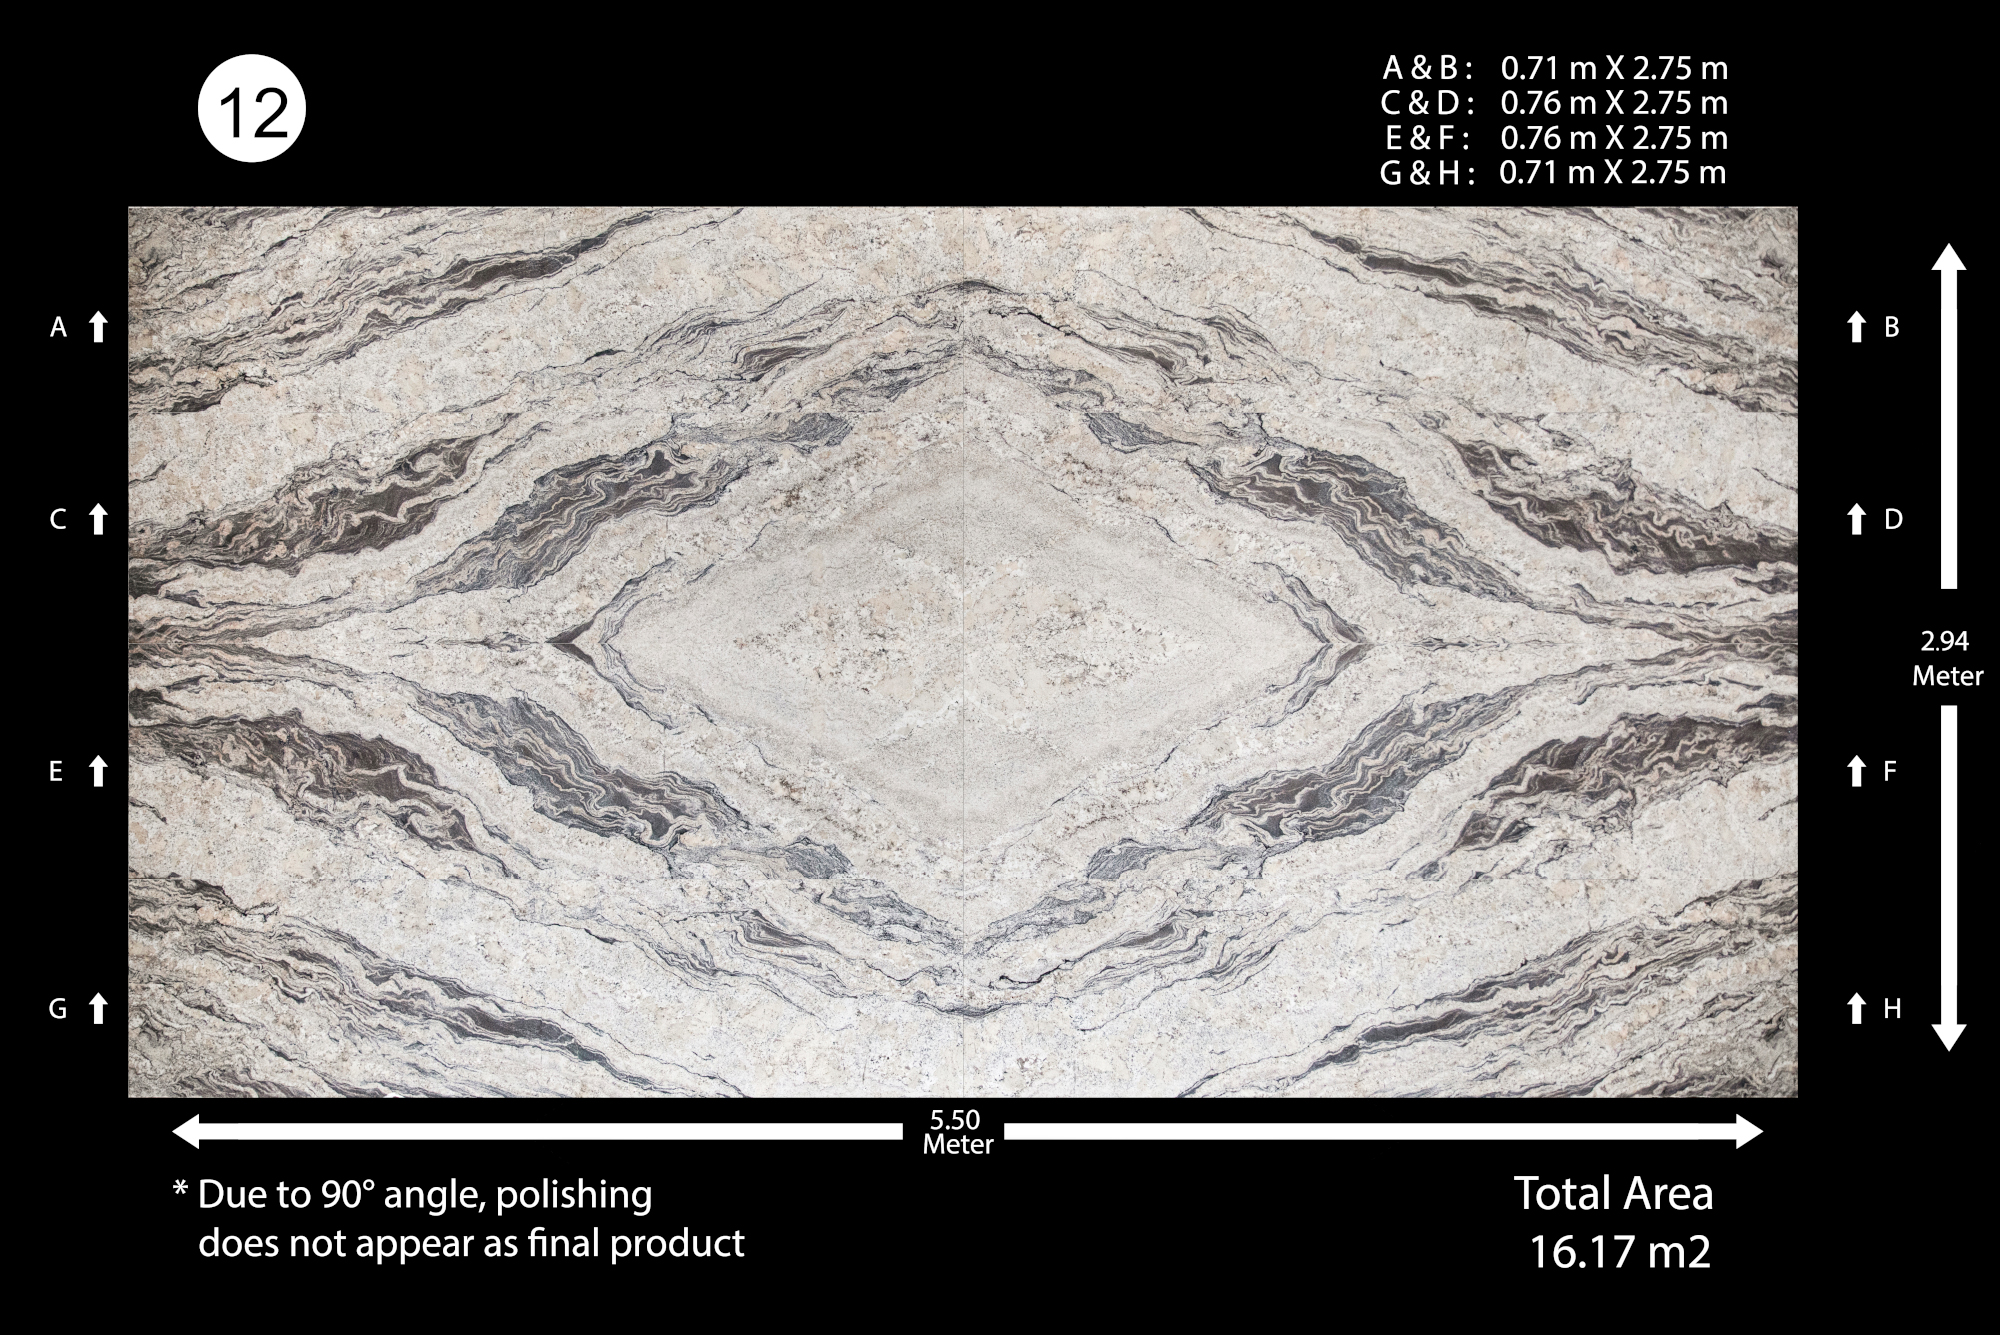 12
A & B : 0.71 m X 2.75 m
C & D : 0.76 m X 2.75 m
E & F : 0.76 m X 2.75 m
G & H : 0.71 m X 2.75 m
A
B
C
D
2.94
Meter
E
F
G
H
5.50
Meter
* Due to 90° angle, polishing
does not appear as final product
Total Area
16.17 m2